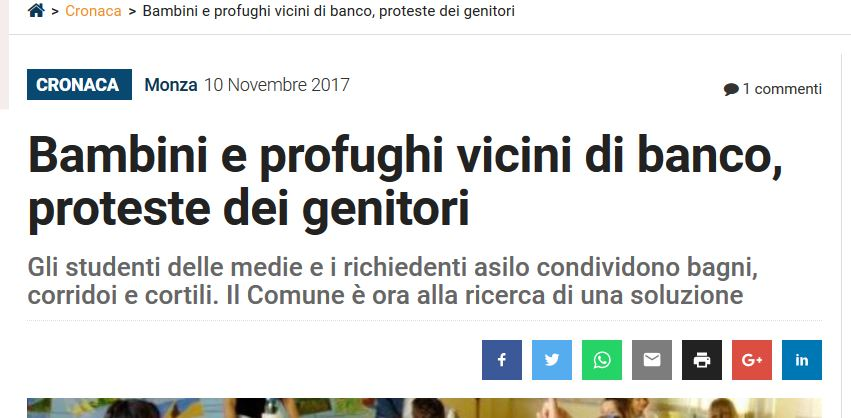 > Cronaca > Bambini e profughi vicini di banco, proteste dei genitori
CRONACA Monza 10 Novembre 2017
1 commenti
Bambini e profughi vicini di banco,
proteste dei genitori
Gli studenti delle medie e i richiedenti asilo condividono bagni,
corridoi e cortili. Il Comune è ora alla ricerca di una soluzione
f G+ in